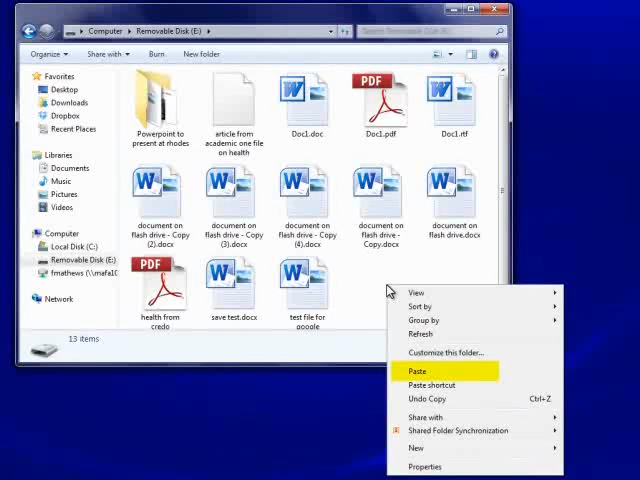 Computer ▸ Removable Disk (E:) ▸
Search Removable Disk (E:)
Organize ▾ Share with ▾ Burn New folder
Favorites
Desktop
Downloads
Dropbox
Recent Places
Libraries
Documents
Music
Pictures
Videos
Computer
Local Disk (C:)
Removable Disk (E:)
Network
Powerpoint to
present at rhodes
article from
academic one file
on health
Doc1.doc
PDF
Doc1.pdf
Doc1.rtf
document on
flash drive - Copy
(2).docx
document on
flash drive - Copy
(3).docx
document on
flash drive - Copy
(4).docx
document on
flash drive -
Copy.docx
document on
flash drive.docx
PDF
health from
credo
save test.docx
test file for
google
13 items
View
Sort by
Group by
Refresh
Customize this folder...
Paste
Paste shortcut
Undo Copy Ctrl+Z
Share with
Shared Folder Synchronization
New
Properties